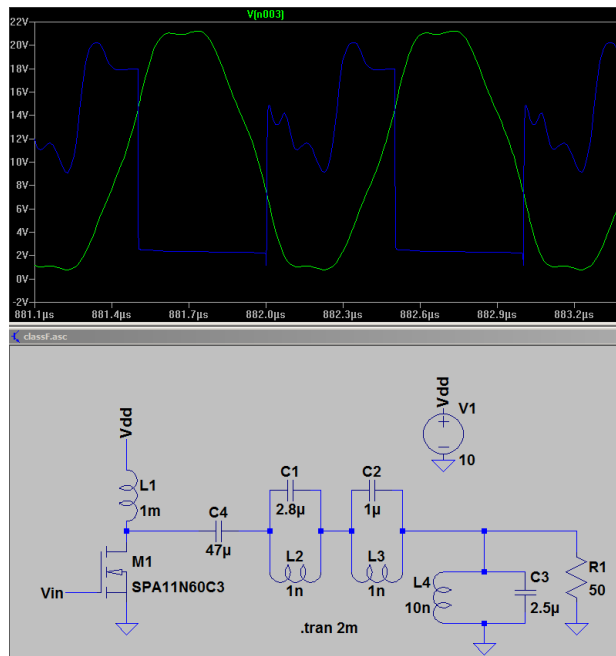 V(n003)
22V
20V
18V
16V
14V
12V
10V
8V
6V
4V
2V
0V
-2V
881.1µs 881.4µs 881.7µs 882.0µs 882.3µs 882.6µs 882.9µs 883.2µs
classF.asc
Vdd
L1
1m
M1
SPA11N60C3
Vin
C4
47µ
C1
2.8µ
L2
1n
C2
1µ
L3
1n
Vdd
V1
10
L4
10n
C3
2.5µ
R1
50
.tran 2m